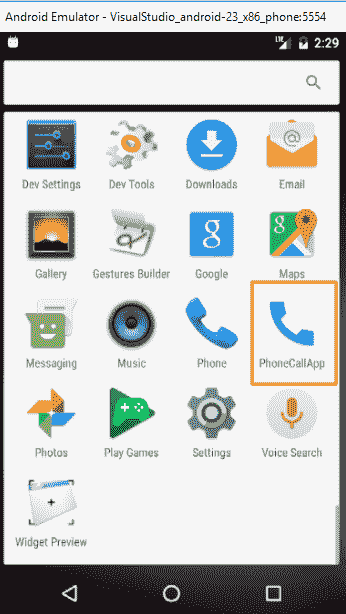 Android Emulator - VisualStudio_android-23_x86_phone:5554
LTE 2:29
Dev Settings Dev Tools Downloads Email
Gallery Gestures Builder Google Maps
Messaging Music Phone PhoneCallApp
Photos Play Games Settings Voice Search
Widget Preview